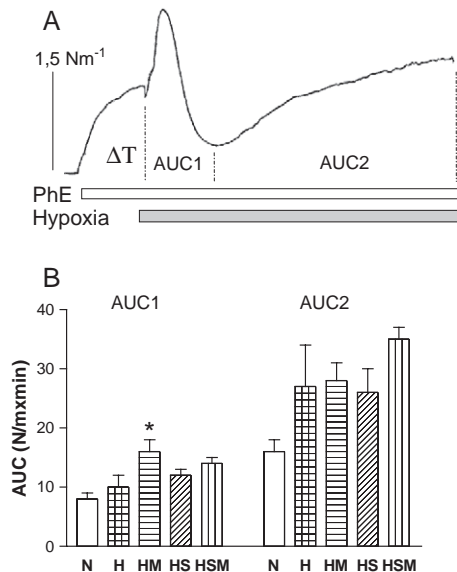 A
1,5 Nm-1
ΔT AUC1 AUC2
PhE
Hypoxia
B
AUC1 AUC2
AUC (N/mxmin)
40
30
20
10
0
*
N H HM HS HSM N H HM HS HSM